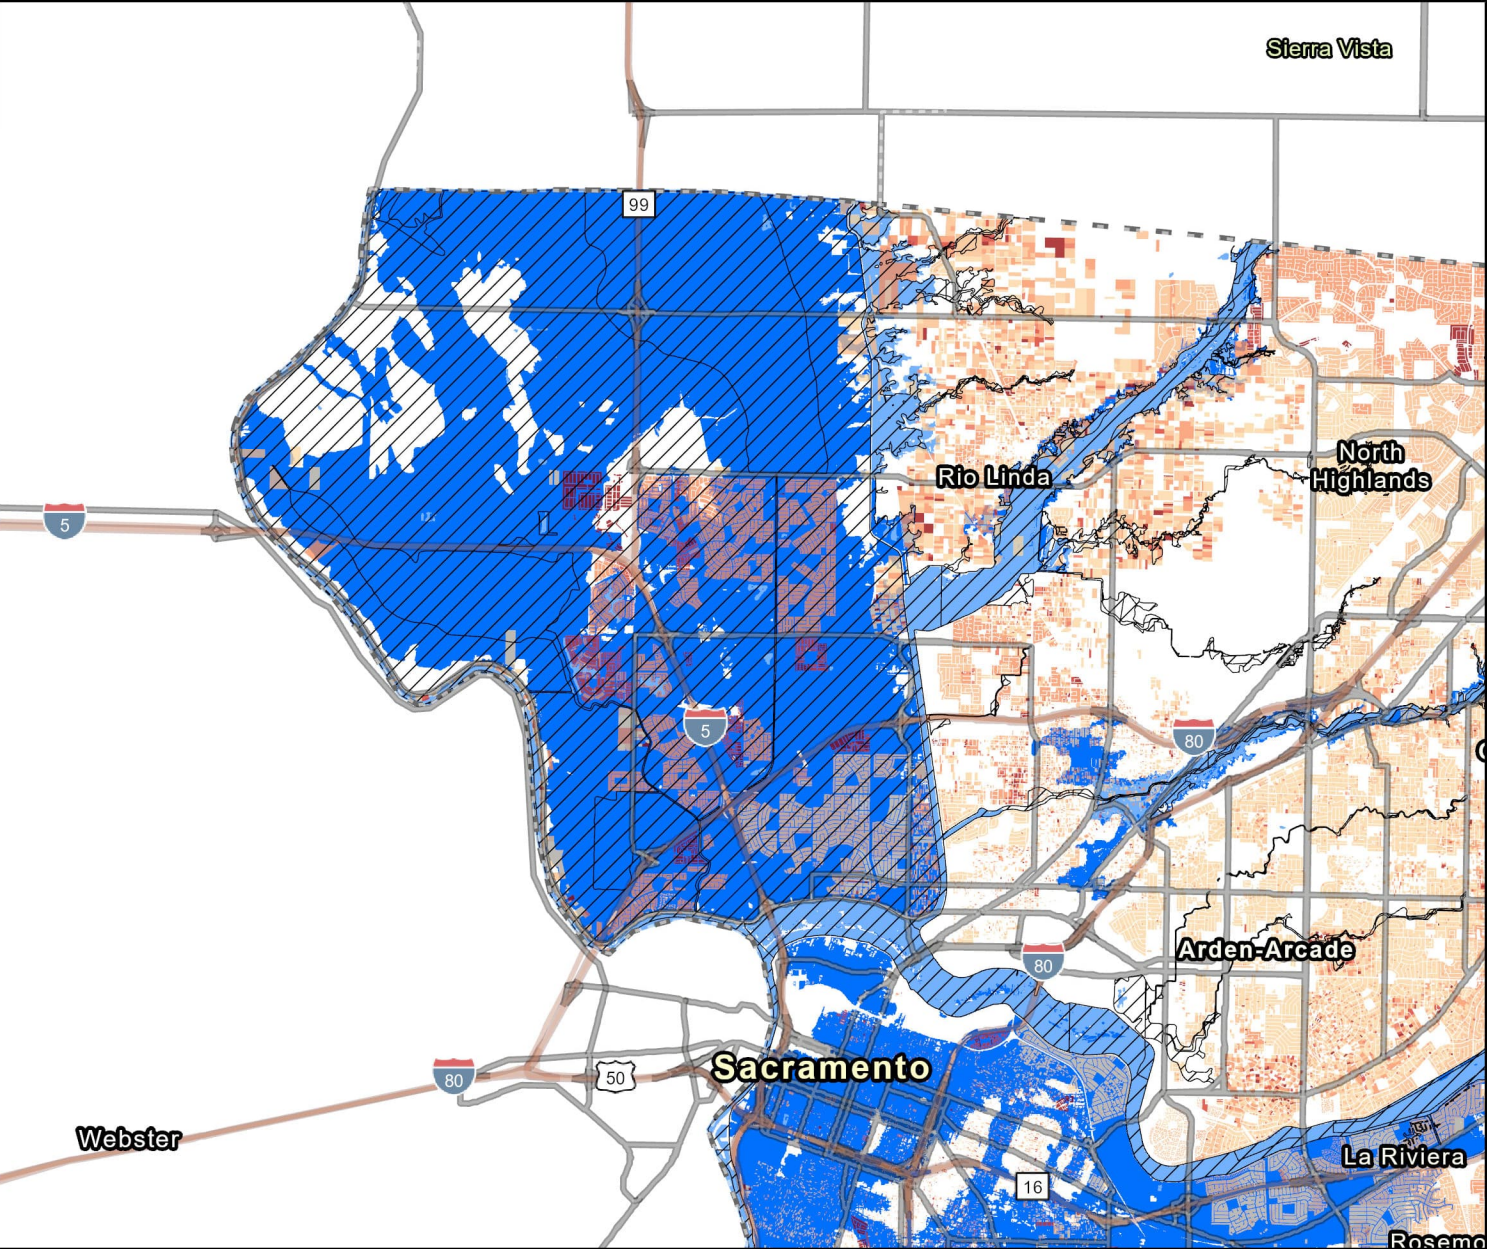 Sierra Vista
99
North
Highlands
Rio Linda
5
5
80
Arden-Arcade
80
Sacramento
80
50
Webster
La Riviera
16
Rosemo